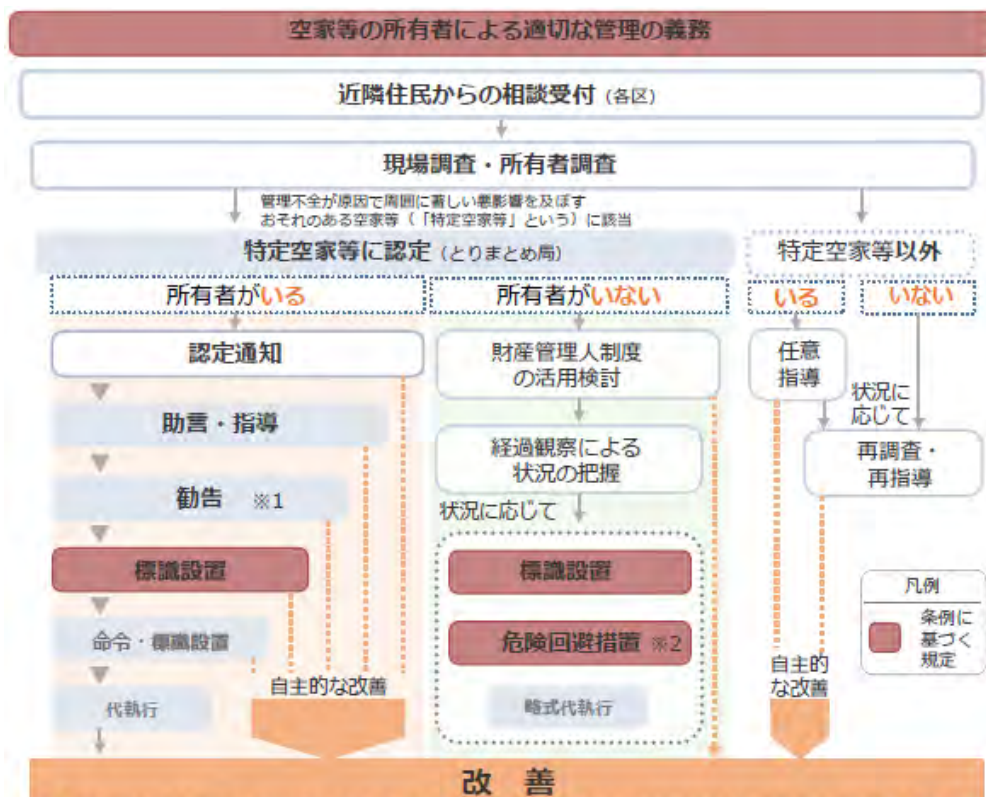 空家等の所有者による適切な管理の義務
近隣住民からの相談受付（各区）
現場調査・所有者調査
管理不全が原因で周囲に著しい悪影響を及ぼす
おそれのある空家等（「特定空家等」という）に該当
特定空家等に認定（とりまとめ局）
特定空家等以外
所有者がいる
所有者がいない
いる
いない
認定通知
財産管理人制度
の活用検討
任意
指導
状況に
応じて
助言・指導
経過観察による
状況の把握
再調査・
再指導
勧告 ※1
状況に応じて
標識設置
標識設置
凡例
条例に
基づく
規定
命令・標識設置
危険回避措置 ※2
自主的な改善
自主的
な改善
代執行
略式代執行
改 善